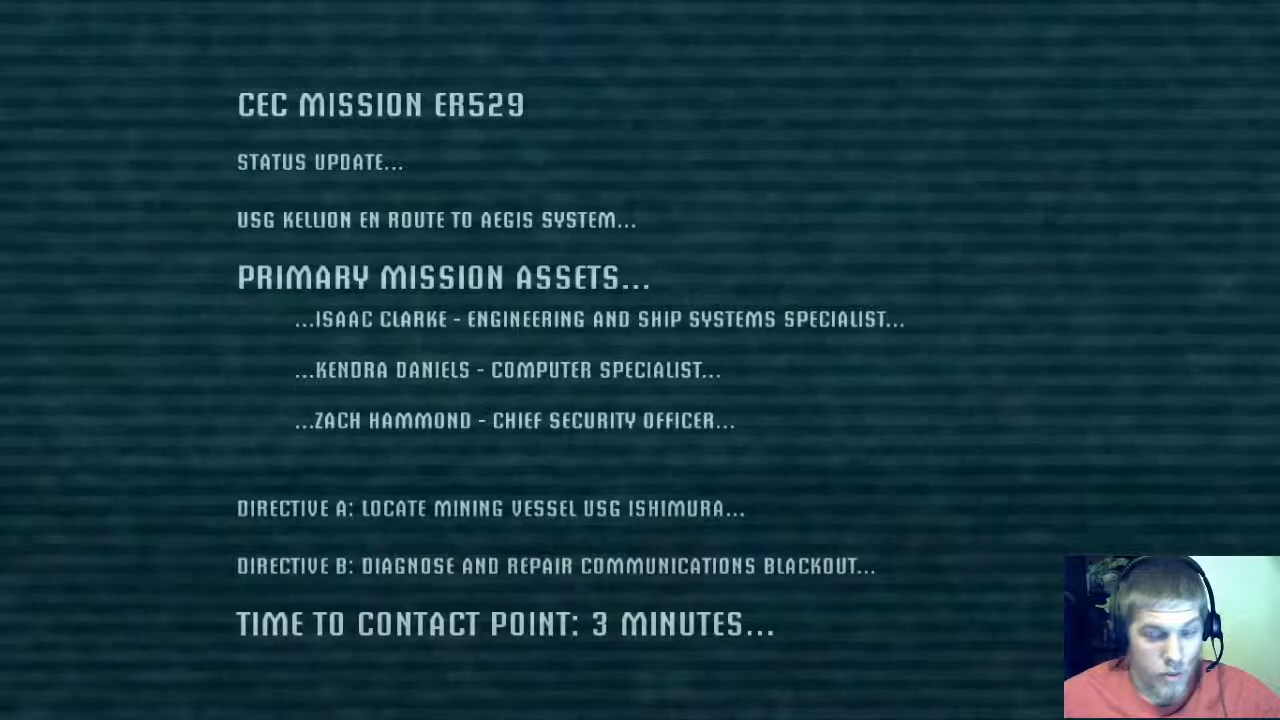 CEC MISSION ER529
STATUS UPDATE...
USG KELLION EN ROUTE TO AEGIS SYSTEM...
PRIMARY MISSION ASSETS...
...ISAAC CLARKE - ENGINEERING AND SHIP SYSTEMS SPECIALIST...
...KENDRA DANIELS - COMPUTER SPECIALIST...
...ZACH HAMMOND - CHIEF SECURITY OFFICER...
DIRECTIVE A: LOCATE MINING VESSEL USG ISHIMURA...
DIRECTIVE B: DIAGNOSE AND REPAIR COMMUNICATIONS BLACKOUT...
TIME TO CONTACT POINT: 3 MINUTES...